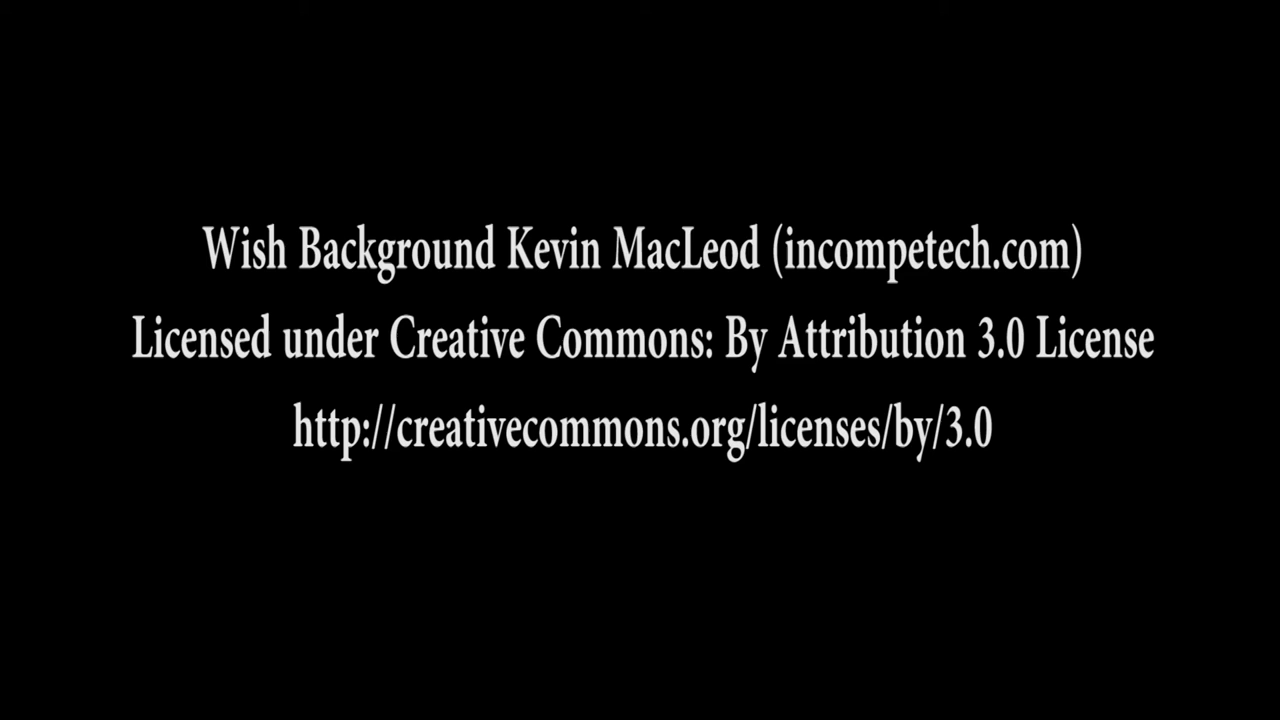 Wish Background Kevin MacLeod (incompetech.com)
Licensed under Creative Commons: By Attribution 3.0 License
http://creativecommons.org/licenses/by/3.0